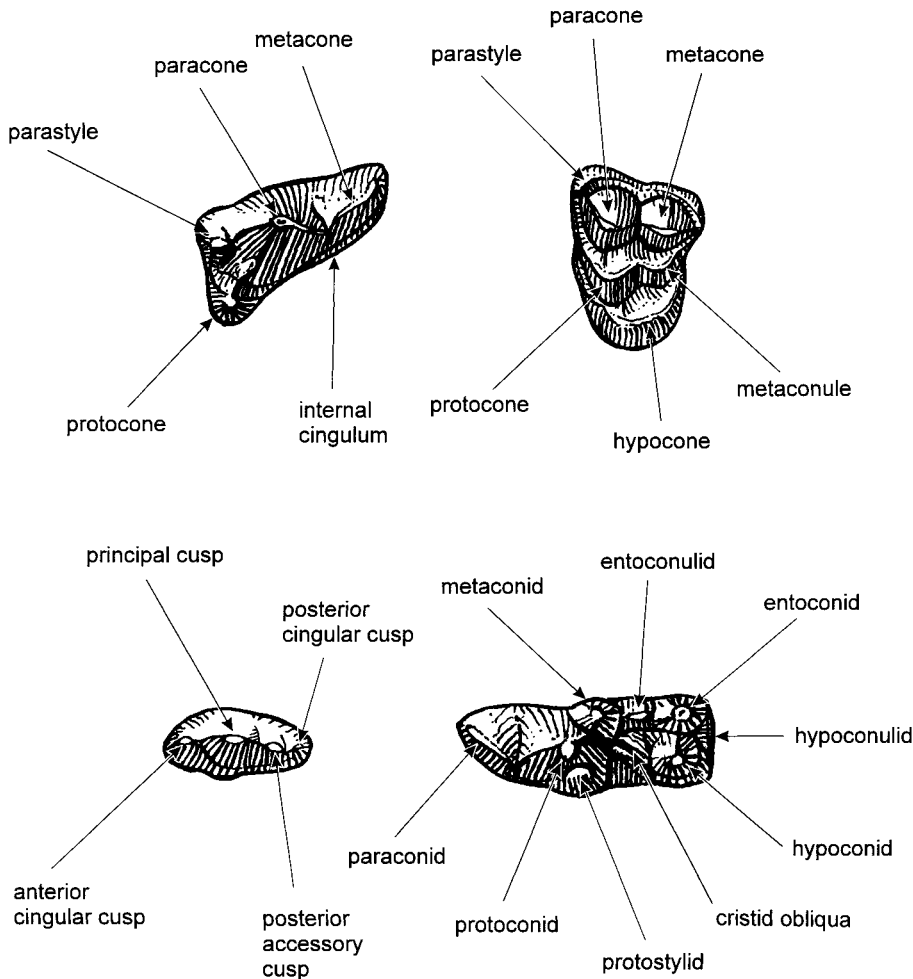 metacone
paracone
parastyle
protocone
internal
cingulum
paracone
parastyle
metacone
protocone
metaconule
hypocone
principal cusp
posterior
cingular cusp
anterior
cingular cusp
posterior
accessory
cusp
entoconulid
metaconid
entoconid
hypoconulid
paraconid
hypoconid
protoconid
cristid obliqua
protostylid